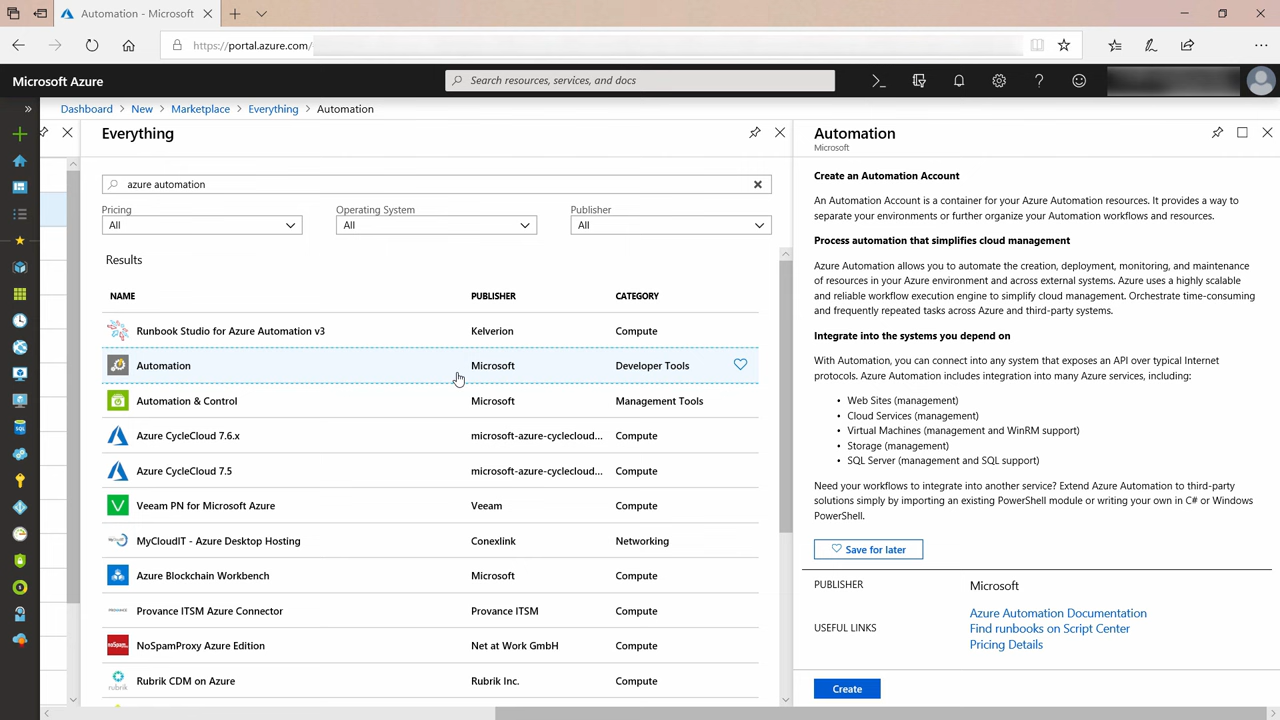 Automation - Microsoft
https://portal.azure.com/
Microsoft Azure
Search resources, services, and docs
Dashboard
New
Marketplace
Everything
Automation
Everything
azure automation
Pricing
Operating System
Publisher
All
All
All
Results
NAME PUBLISHER CATEGORY
Runbook Studio for Azure Automation v3 Kelverion Compute
Automation Microsoft Developer Tools
Automation & Control Microsoft Management Tools
Azure CycleCloud 7.6.x microsoft-azure-cyclecloud... Compute
Azure CycleCloud 7.5 microsoft-azure-cyclecloud... Compute
Veeam PN for Microsoft Azure Veeam Compute
MyCloudIT - Azure Desktop Hosting Conexlink Networking
Azure Blockchain Workbench Microsoft Compute
Provance ITSM Azure Connector Provance ITSM Compute
NoSpamProxy Azure Edition Net at Work GmbH Compute
rubrik
Rubrik CDM on Azure Rubrik Inc. Compute
Automation
Microsoft
Create an Automation Account
An Automation Account is a container for your Azure Automation resources. It provides a way to
separate your environments or further organize your Automation workflows and resources.
Process automation that simplifies cloud management
Azure Automation allows you to automate the creation, deployment, monitoring, and maintenance
of resources in your Azure environment and across external systems. Azure uses a highly scalable
and reliable workflow execution engine to simplify cloud management. Orchestrate time-consuming
and frequently repeated tasks across Azure and third-party systems.
Integrate into the systems you depend on
With Automation, you can connect into any system that exposes an API over typical Internet
protocols. Azure Automation includes integration into many Azure services, including:
• Web Sites (management)
• Cloud Services (management)
• Virtual Machines (management and WinRM support)
• Storage (management)
• SQL Server (management and SQL support)
Need your workflows to integrate into another service? Extend Azure Automation to third-party
solutions simply by importing an existing PowerShell module or writing your own in C# or Windows
PowerShell.
Save for later
PUBLISHER Microsoft
USEFUL LINKS
Azure Automation Documentation
Find runbooks on Script Center
Pricing Details
Create